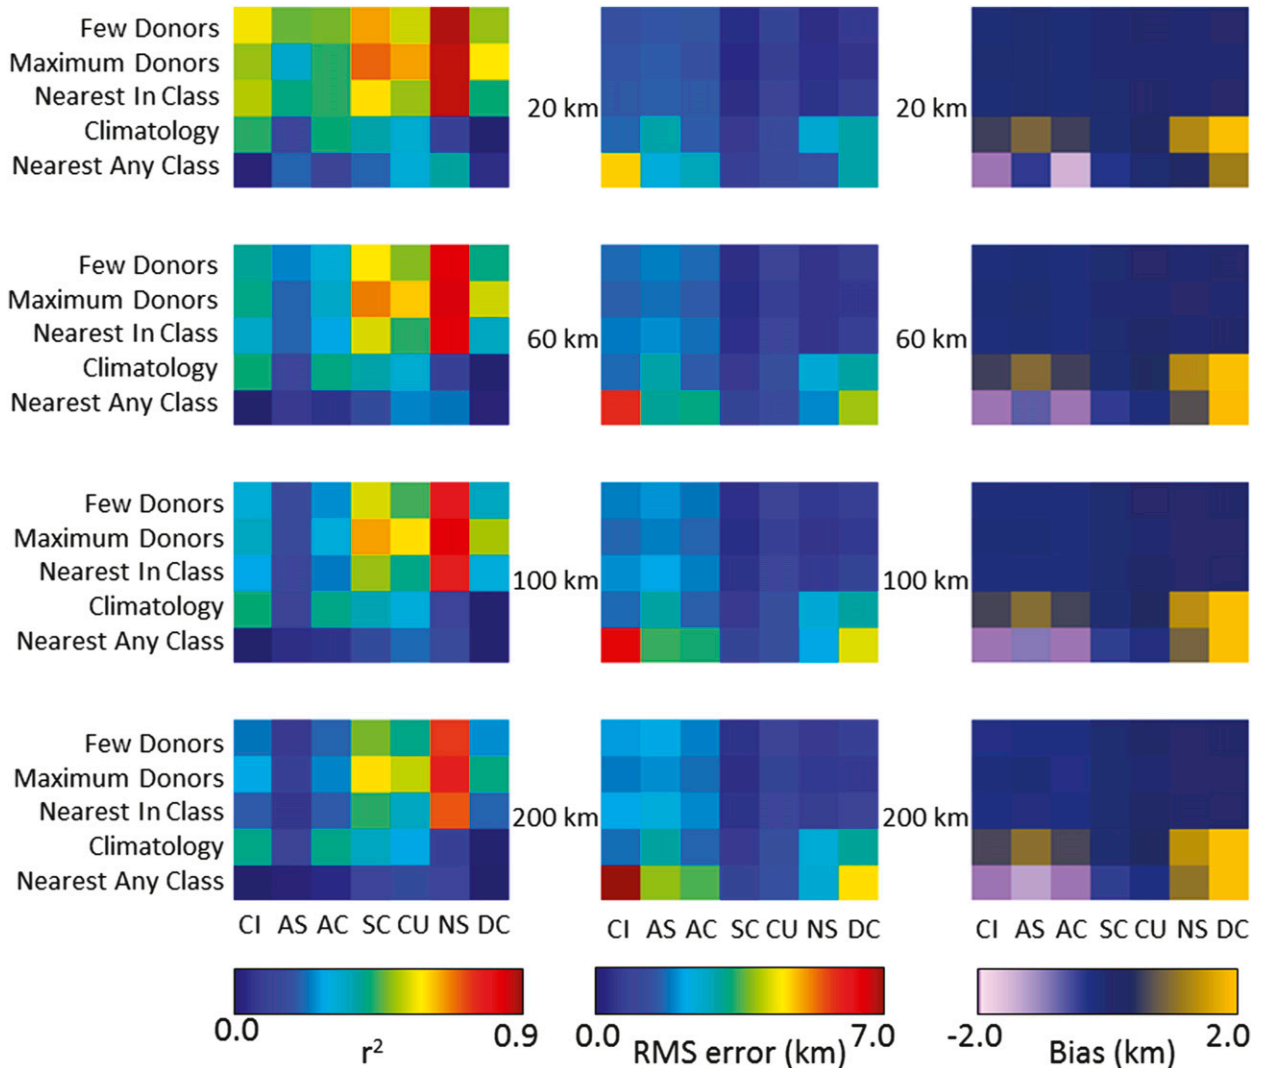 Few Donors
Maximum Donors
Nearest In Class
20 km
20 km
Climatology
Nearest Any Class
Few Donors
Maximum Donors
Nearest In Class
60 km
60 km
Climatology
Nearest Any Class
Few Donors
Maximum Donors
Nearest In Class
100 km
100 km
Climatology
Nearest Any Class
Few Donors
Maximum Donors
Nearest In Class
200 km
200 km
Climatology
Nearest Any Class
CI AS AC SC CU NS DC
CI AS AC SC CU NS DC
CI AS AC SC CU NS DC
0.0 r² 0.9
0.0 RMS error (km) 7.0
-2.0 Bias (km) 2.0